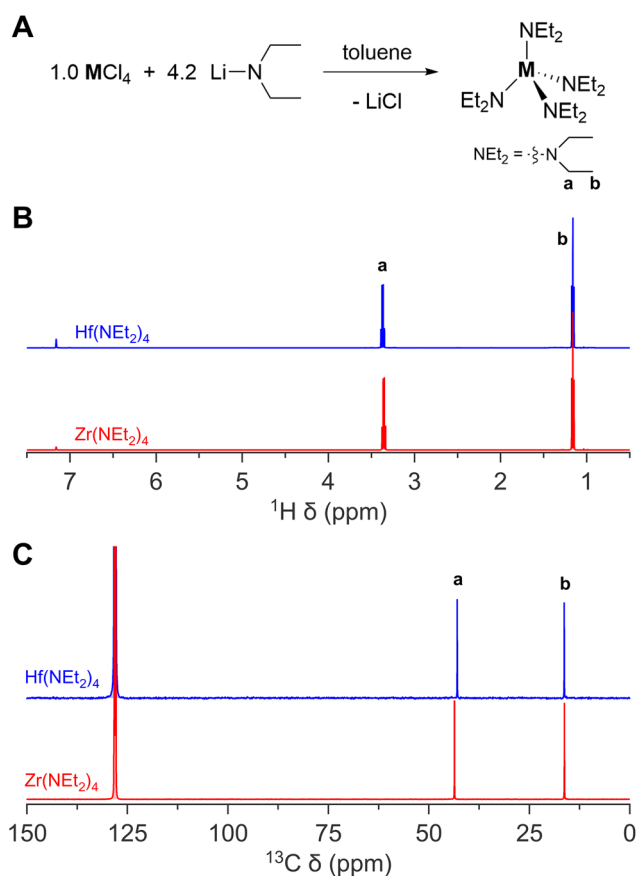 A
1.0 MCl₄ + 4.2 Li N
toluene
- LiCl
NEt₂
M
Et₂N
NEt₂
NEt₂
NEt₂ = N
a b
B
a
b
Hf(NEt₂)₄
Zr(NEt₂)₄
7 6 5 4 3 2 1
¹H δ (ppm)
C
a
b
Hf(NEt₂)₄
Zr(NEt₂)₄
150 125 100 75 50 25 0
¹³C δ (ppm)